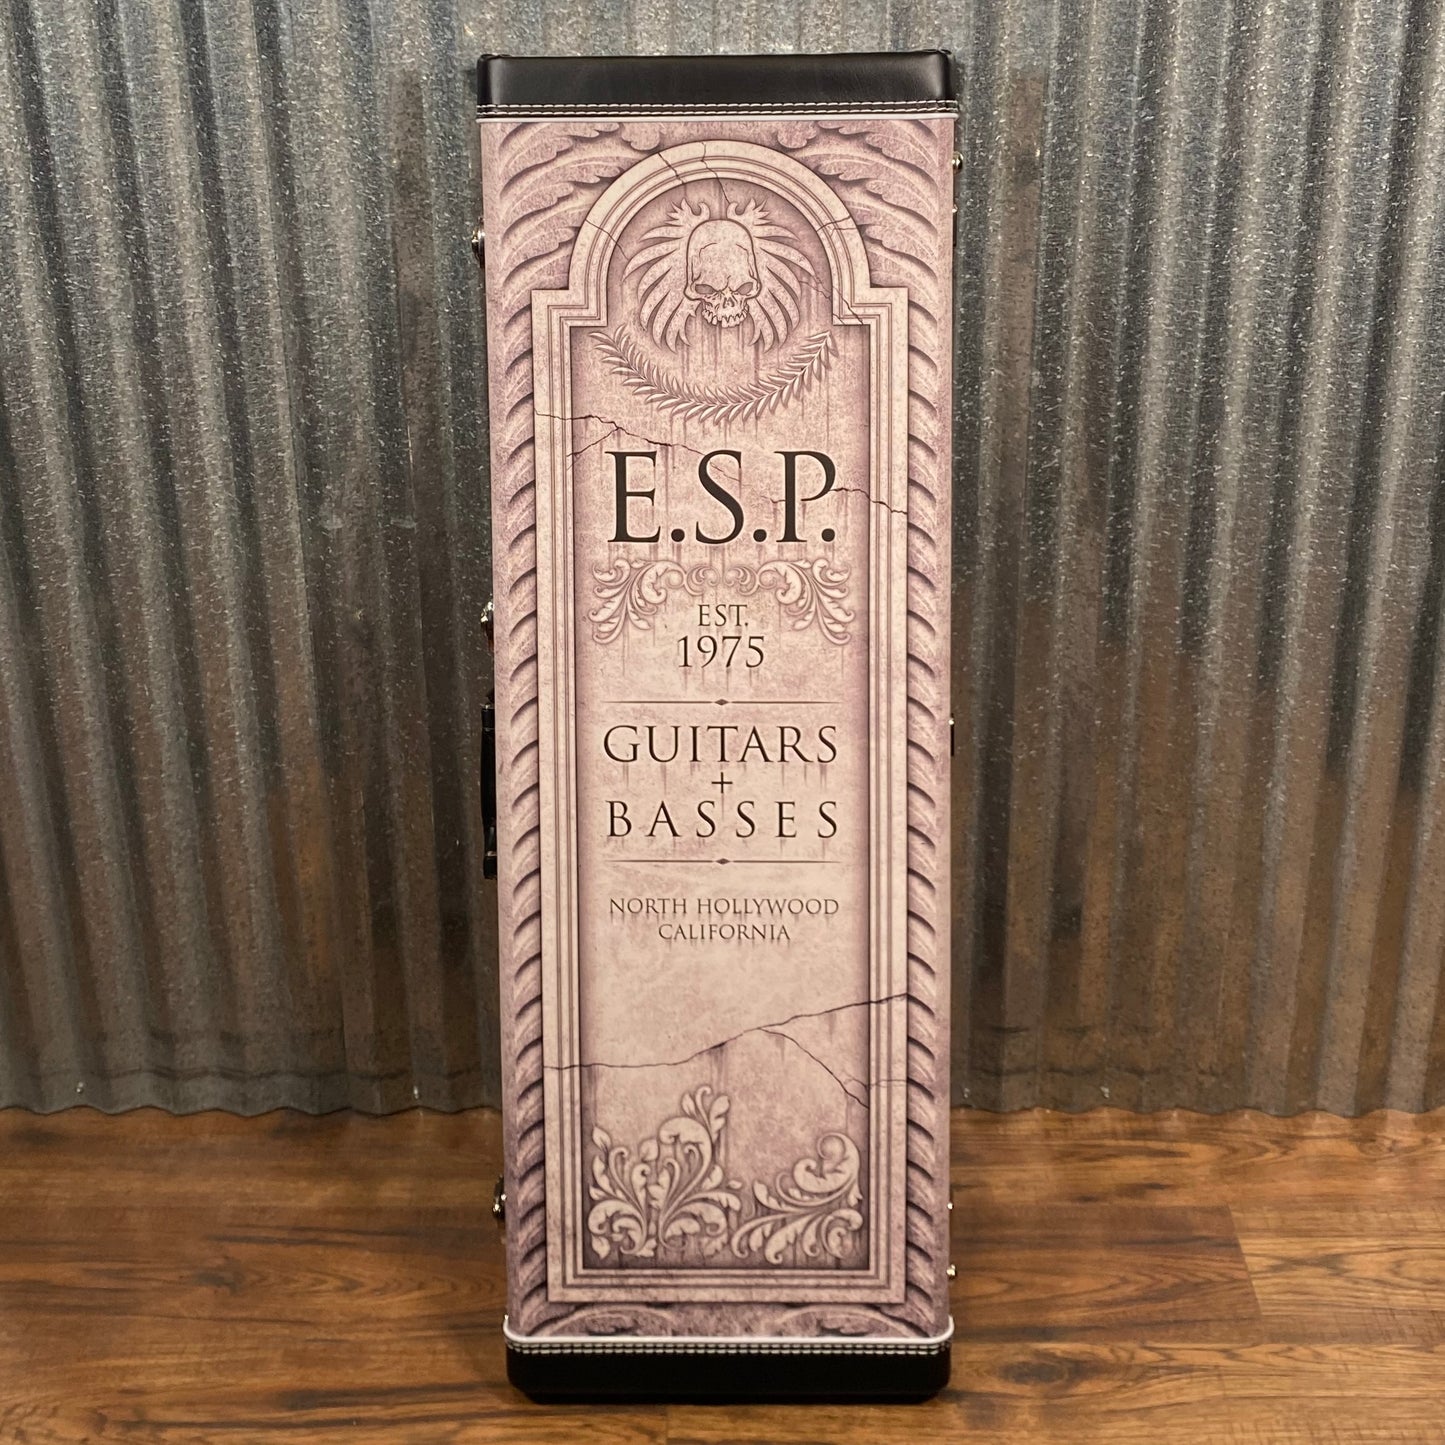 E.S.P.
EST.
1975
GUITARS
+
BASSES
NORTH HOLLYWOOD
CALIFORNIA